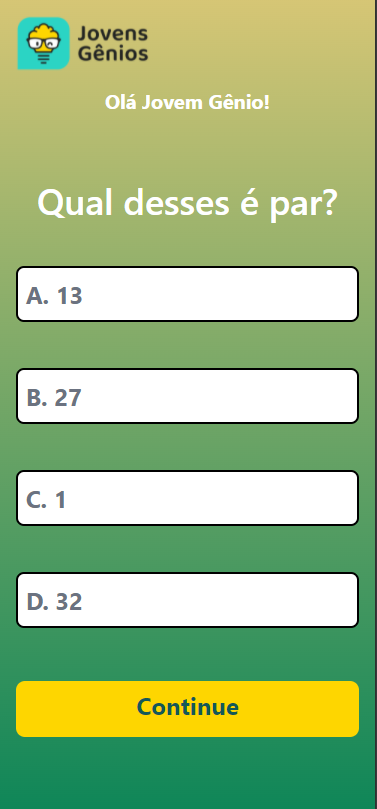 Jovens
Gênios
Olá Jovem Gênio!
Qual desses é par?
A. 13
B. 27
C. 1
D. 32
Continue